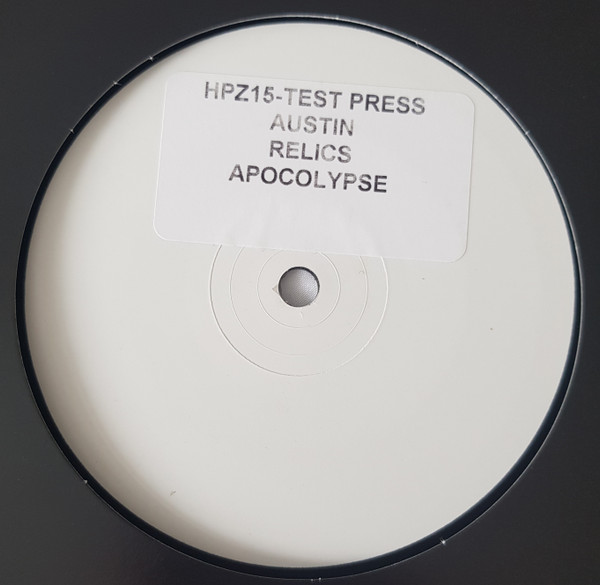 HPZ15-TEST PRESS
AUSTIN
RELICS
APOCOLYPSE